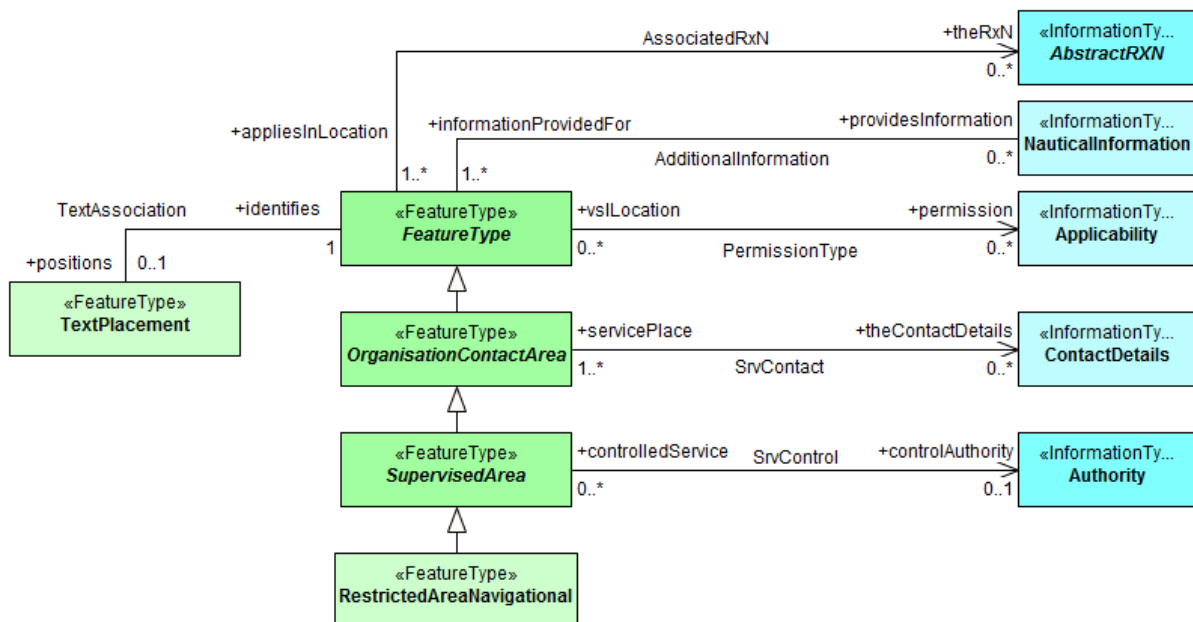 AssociatedRxN
+theRxN
0..*
«InformationTy...
AbstractRXN
+appliesInLocation
1..*
+informationProvidedFor
1..*
AdditionalInformation
+providesInformation
0..*
«InformationTy...
NauticalInformation
TextAssociation
+identifies
1
+positions
0..1
«FeatureType»
TextPlacement
«FeatureType»
FeatureType
+vslLocation
0..*
PermissionType
+permission
0..*
«InformationTy...
Applicability
«FeatureType»
OrganisationContactArea
+servicePlace
1..*
SrvContact
+theContactDetails
0..*
«InformationTy...
ContactDetails
«FeatureType»
SupervisedArea
+controlledService
0..*
SrvControl
+controlAuthority
0..1
«InformationTy...
Authority
«FeatureType»
RestrictedAreaNavigational